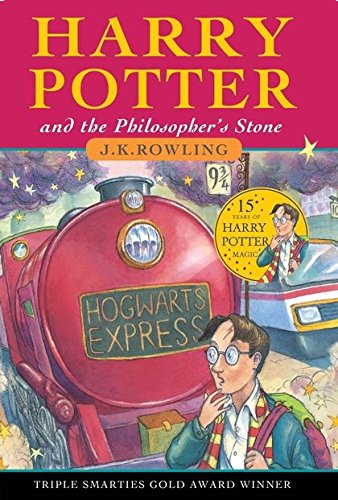 HARRY
POTTER
and the Philosopher's Stone
J.K.ROWLING
9¾
15
YEARS OF
HARRY
POTTER
MAGIC
HOGWARTS
EXPRESS
TRIPLE SMARTIES GOLD AWARD WINNER